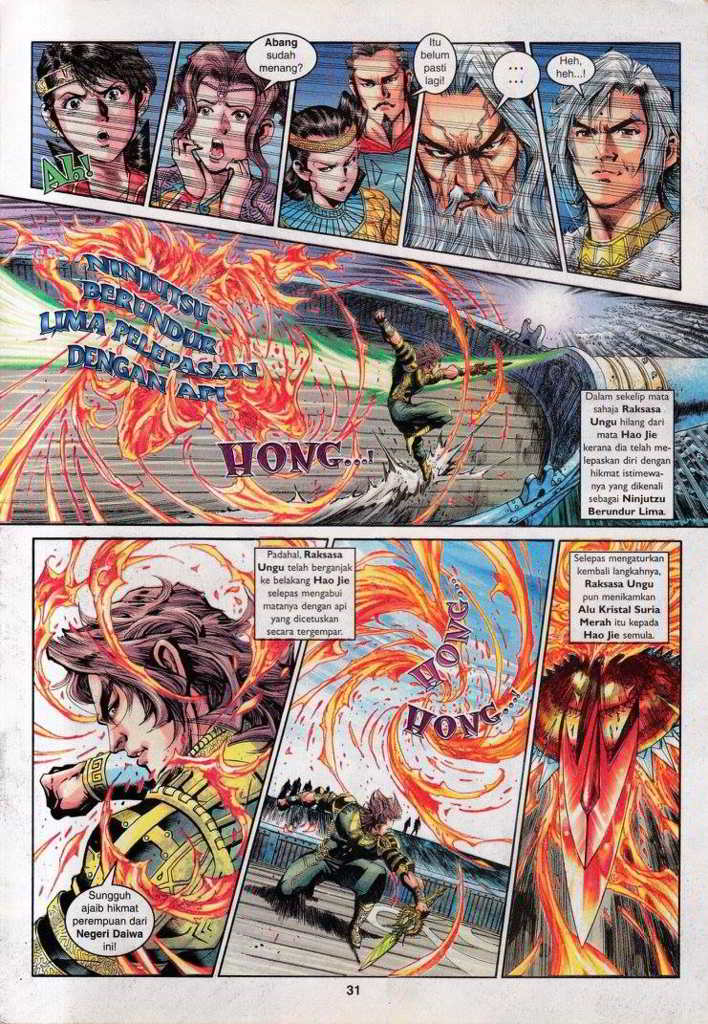 Ah!
Abang
sudah
menang?
Itu
belum
pasti
lagi!
...
...
Heh,
heh...!
NINJUTSU
BERUNDUR
LIMA PELEPASAN
DENGAN API
HONG...!
Dalam sekelip mata
sahaja Raksasa
Ungu hilang dari
mata Hao Jie
kerana dia telah me-
lepaskan diri dengan
hikmat istimewa-
nya yang dikenali
sebagai Ninjutzu
Berundur Lima.
Padahal, Raksasa
Ungu telah berganjak
ke belakang Hao Jie
selepas mengabui
matanya dengan api
yang dicetuskan
secara tergempar.
Sungguh
ajaib hikmat
perempuan dari
Negeri Daiwa
ini!
HONG...
HONG...!
Selepas mengaturkan
kembali langkahnya,
Raksasa Ungu
pun menikamkan
Alu Kristal Suria
Merah itu kepada
Hao Jie semula.
31